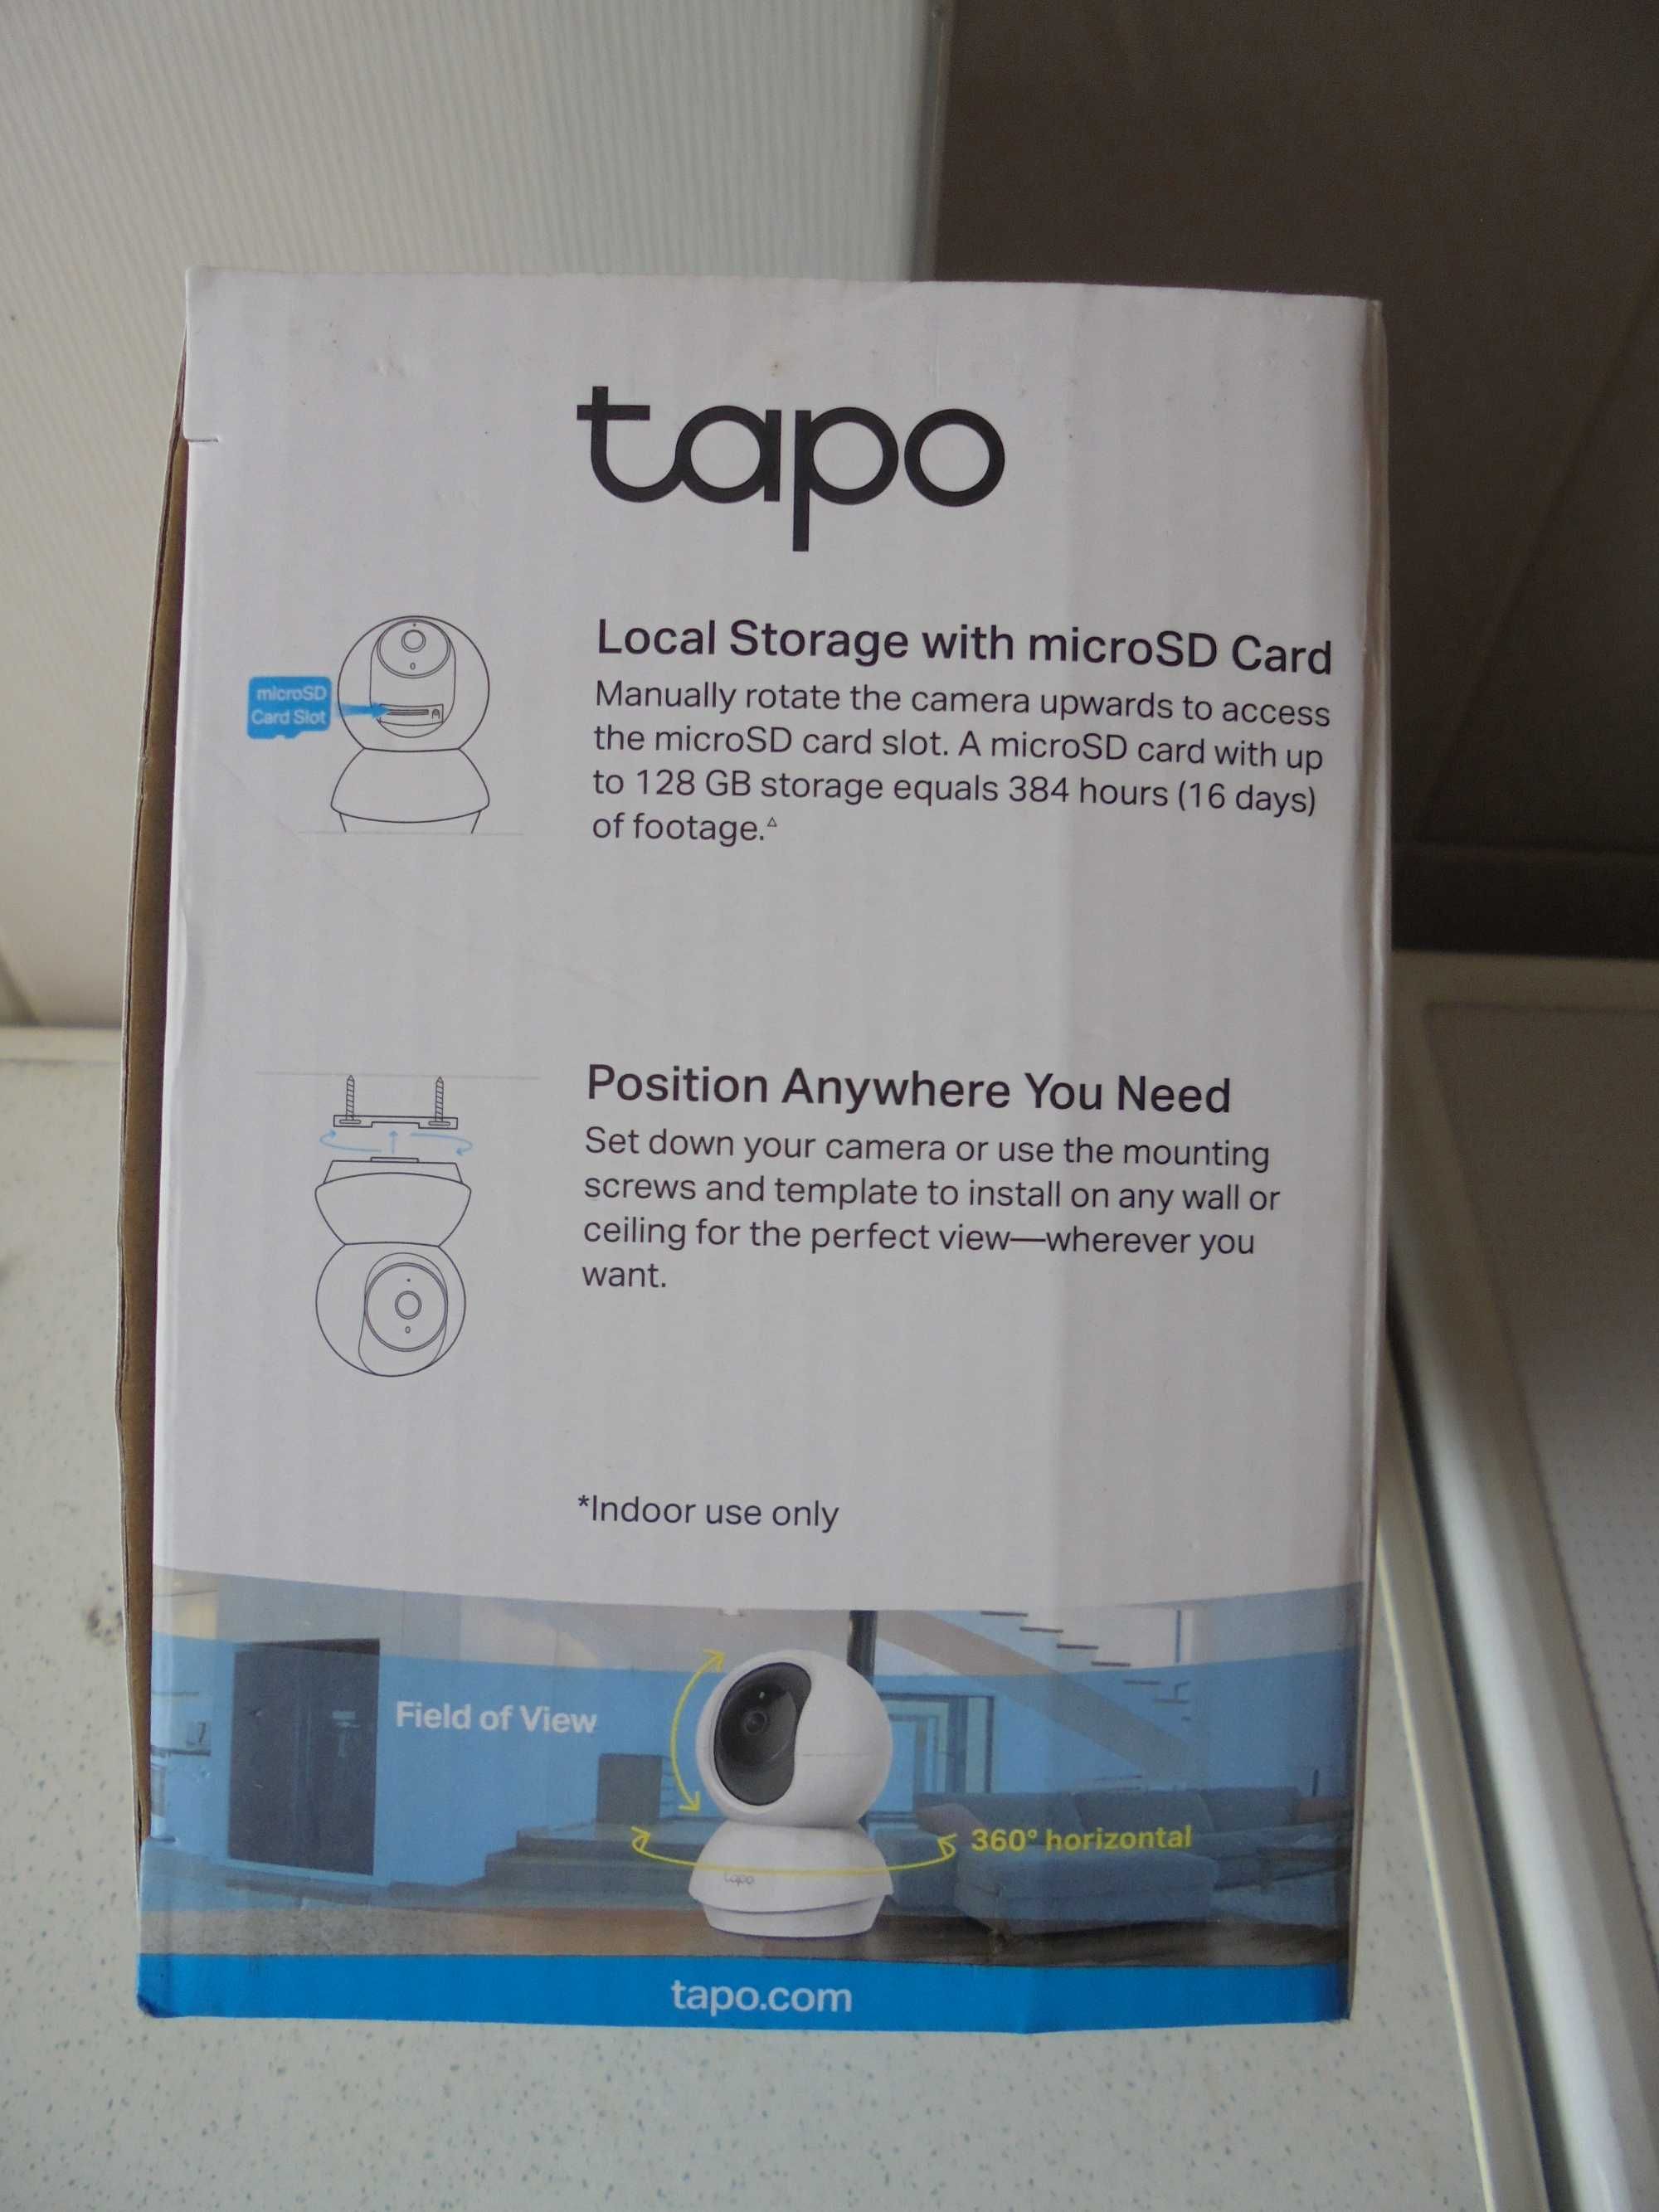 tapo
microSD
Card Slot
Local Storage with microSD Card
Manually rotate the camera upwards to access
the microSD card slot. A microSD card with up
to 128 GB storage equals 384 hours (16 days)
of footage.△
Position Anywhere You Need
Set down your camera or use the mounting
screws and template to install on any wall or
ceiling for the perfect view—wherever you
want.
*Indoor use only
Field of View
360° horizontal
tapo
tapo.com